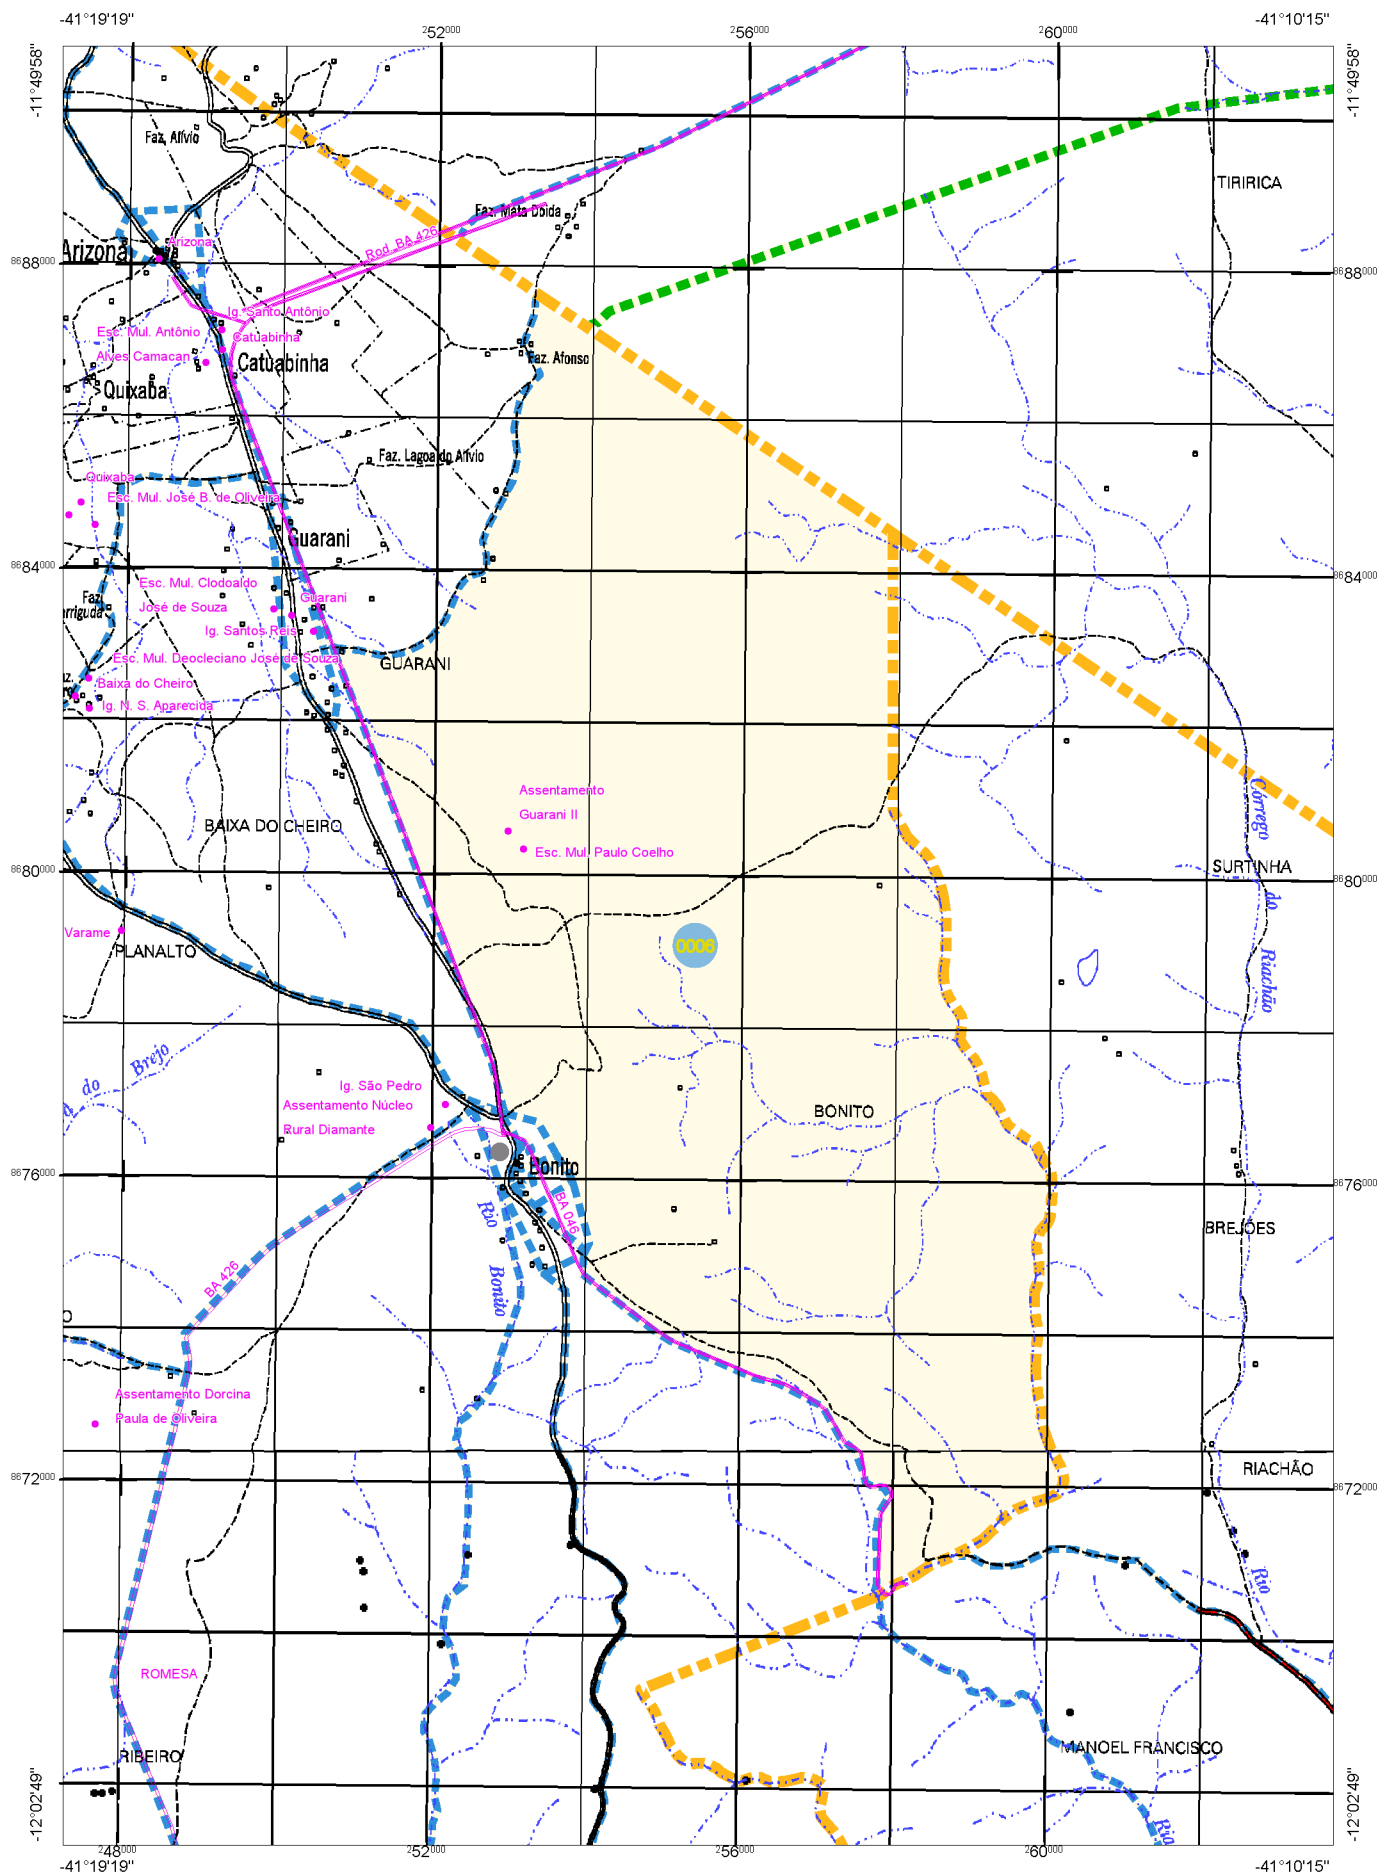 -41°19'19"
252000
256000
260000
-41°10'15"
-11°49'58"
-11°49'58"
Faz. Alívio
TIRIRICA
Faz. Mata Doida
Rod. BA 426
Arizona
Arizona
8688000
8688000
Ig. Santo Antônio
Esc. Mul. Antônio
Catuabinha
Alves Camacan
Catuabinha
Faz. Afonso
Quixaba
Faz. Lagoa do Alívio
Quixaba
Esc. Mul. José B. de Oliveira
Guarani
8684000
8684000
Esc. Mul. Clodoaldo
Faz.
Guarani
José de Souza
arriguda
Ig. Santos Reis
Esc. Mul. Deocleciano José de Souza
GUARANI
Baixa do Cheiro
Ig. N. S. Aparecida
Assentamento
Guarani II
Córrego
BAIXA DO CHEIRO
Esc. Mul. Paulo Coelho
8680000
SURTINHA
8680000
do
Varame
PLANALTO
0006
Riachão
do Brejo
Ig. São Pedro
Assentamento Núcleo
BONITO
Rural Diamante
Bonito
8676000
8676000
BA 046
Rio
BREJOES
BA 426
Bonito
O
Assentamento Dorcina
Paula de Oliveira
8672000
RIACHÃO
8672000
Rio
ROMESA
RIBEIRO
MANOEL FRANCISCO
-12°02'49"
-12°02'49"
248000
252000
256000
260000
-41°19'19"
-41°10'15"